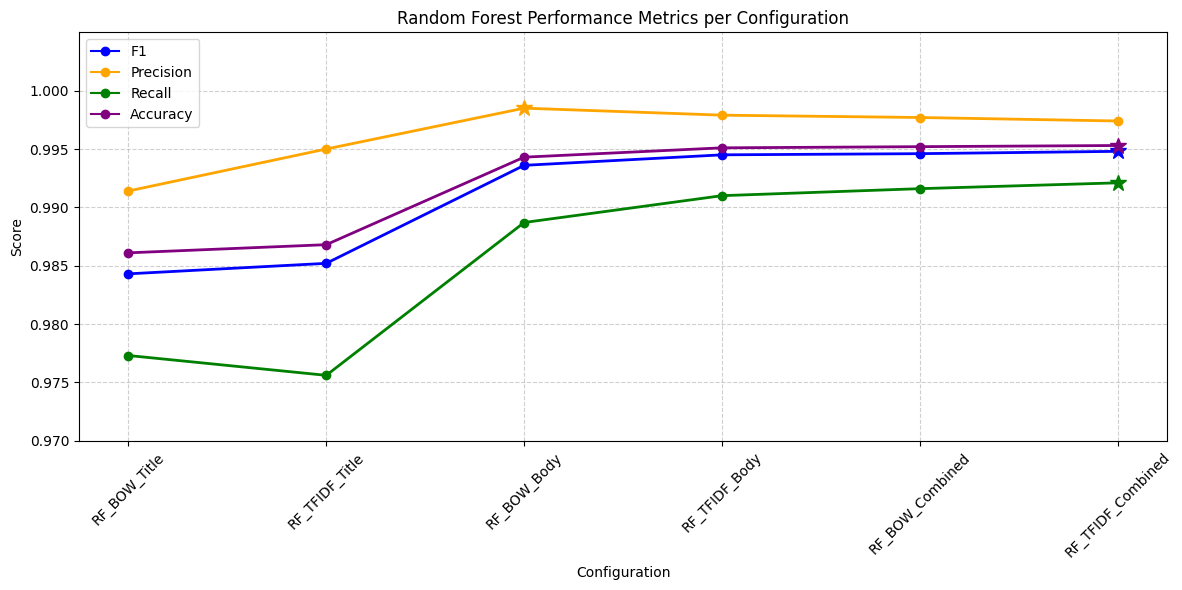 Random Forest Performance Metrics per Configuration
F1
Precision
Recall
Accuracy
Score
1.000
0.995
0.990
0.985
0.980
0.975
0.970
RF_BOW_Title
RF_TFIDF_Title
RF_BOW_Body
RF_TFIDF_Body
RF_BOW_Combined
RF_TFIDF_Combined
Configuration